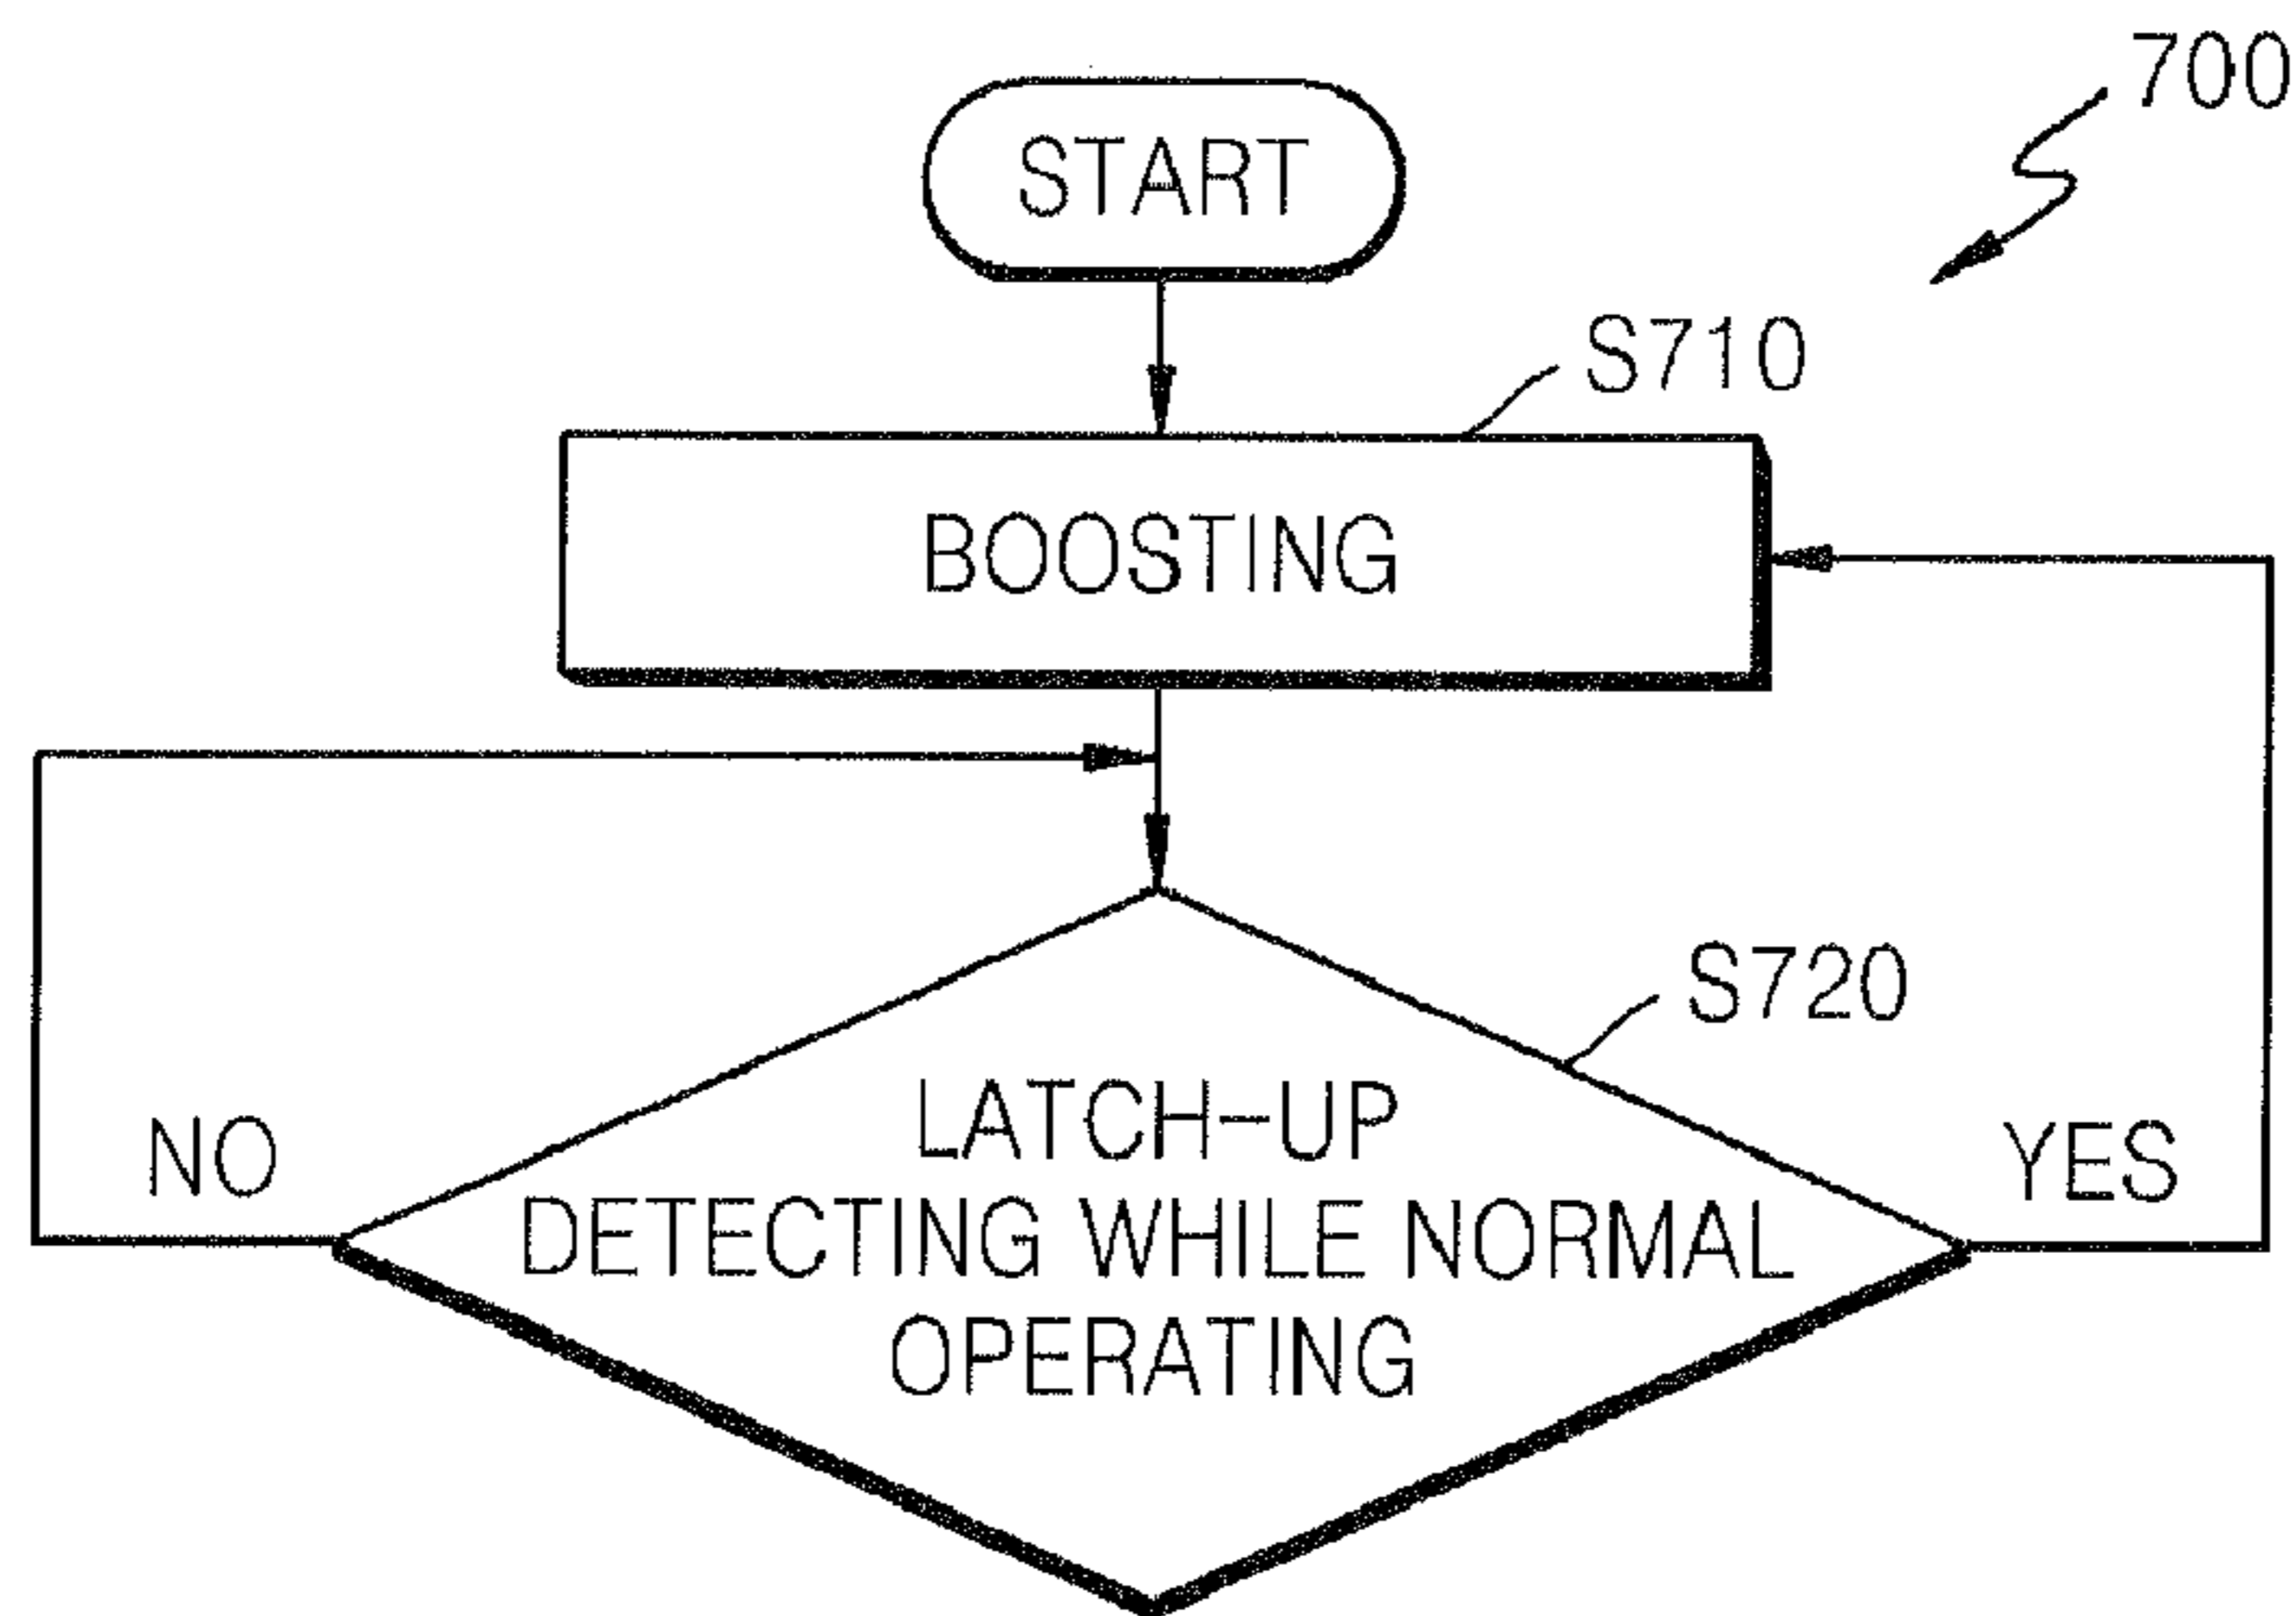 700
START
S710
BOOSTING
S720
LATCH-UP
DETECTING WHILE NORMAL
OPERATING
NO
YES